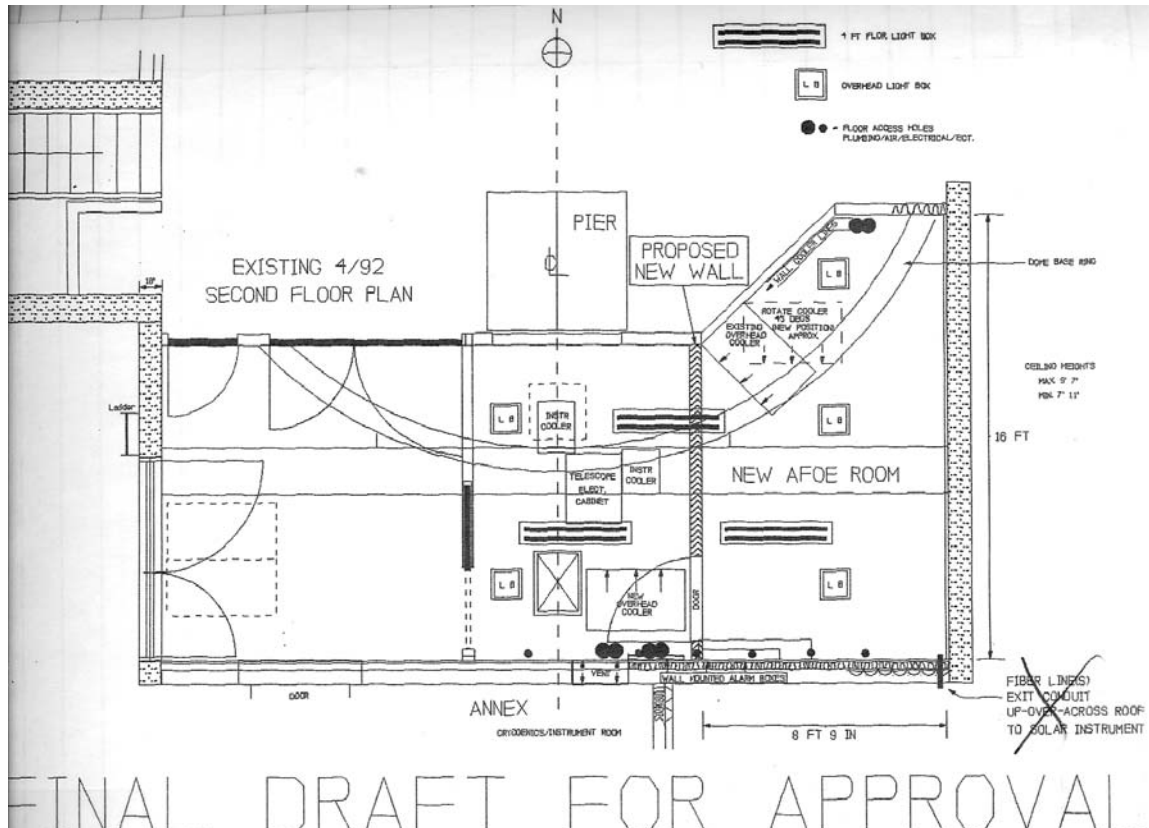 N
4 FT FLOR LIGHT BOX
L B
OVERHEAD LIGHT BOX
- FLOOR ACCESS HOLES
PLUMBING/AIR/ELECTRICAL/ECT.
PIER
PROPOSED
NEW WALL
WALL COOLER LINES
L B
DOME BASE RING
EXISTING 4/92
SECOND FLOOR PLAN
18"
ROTATE COOLER
45 DEGS
(NEW POSITION)
APPROX.
EXISTING
OVERHEAD
COOLER
CEILING HEIGHTS
MAX. 9' 7"
MIN. 7' 11"
Ladder
L B
INSTR
COOLER
L B
16 FT
TELESCOPE
ELECT.
CABINET
INSTR
COOLER
NEW AFOE ROOM
L B
NEW
OVERHEAD
COOLER
DOOR
L B
VENT
WALL MOUNTED ALARM BOXES
DOOR
ANNEX
CRYOGENICS/INSTRUMENT ROOM
8 FT 9 IN
FIBER LINE(S)
EXIT CONDUIT
UP-OVER-ACROSS ROOF
TO SOLAR INSTRUMENT
FINAL DRAFT FOR APPROVAL